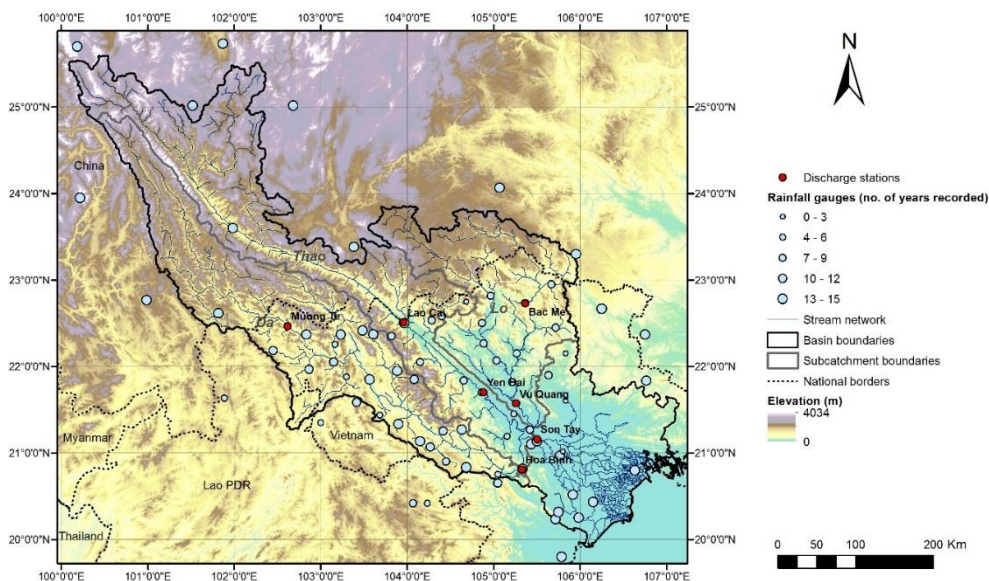 100°0'0"E 101°0'0"E 102°0'0"E 103°0'0"E 104°0'0"E 105°0'0"E 106°0'0"E 107°0'0"E
N
25°0'0"N 25°0'0"N
China
24°0'0"N 24°0'0"N
Discharge stations
Rainfall gauges (no. of years recorded)
0 - 3
4 - 6
7 - 9
10 - 12
13 - 15
Stream network
Basin boundaries
Subcatchment boundaries
National borders
Elevation (m)
4034
0
Thao
23°0'0"N 23°0'0"N
Da
Muong Te
Lao Cai
Lo
Bac Me
22°0'0"N 22°0'0"N
Yen Bai
Vu Quang
Son Tay
Hoa Binh
Myanmar
Vietnam
21°0'0"N 21°0'0"N
Lao PDR
Thailand
20°0'0"N 20°0'0"N
100°0'0"E 101°0'0"E 102°0'0"E 103°0'0"E 104°0'0"E 105°0'0"E 106°0'0"E 107°0'0"E
0 50 100 200 Km